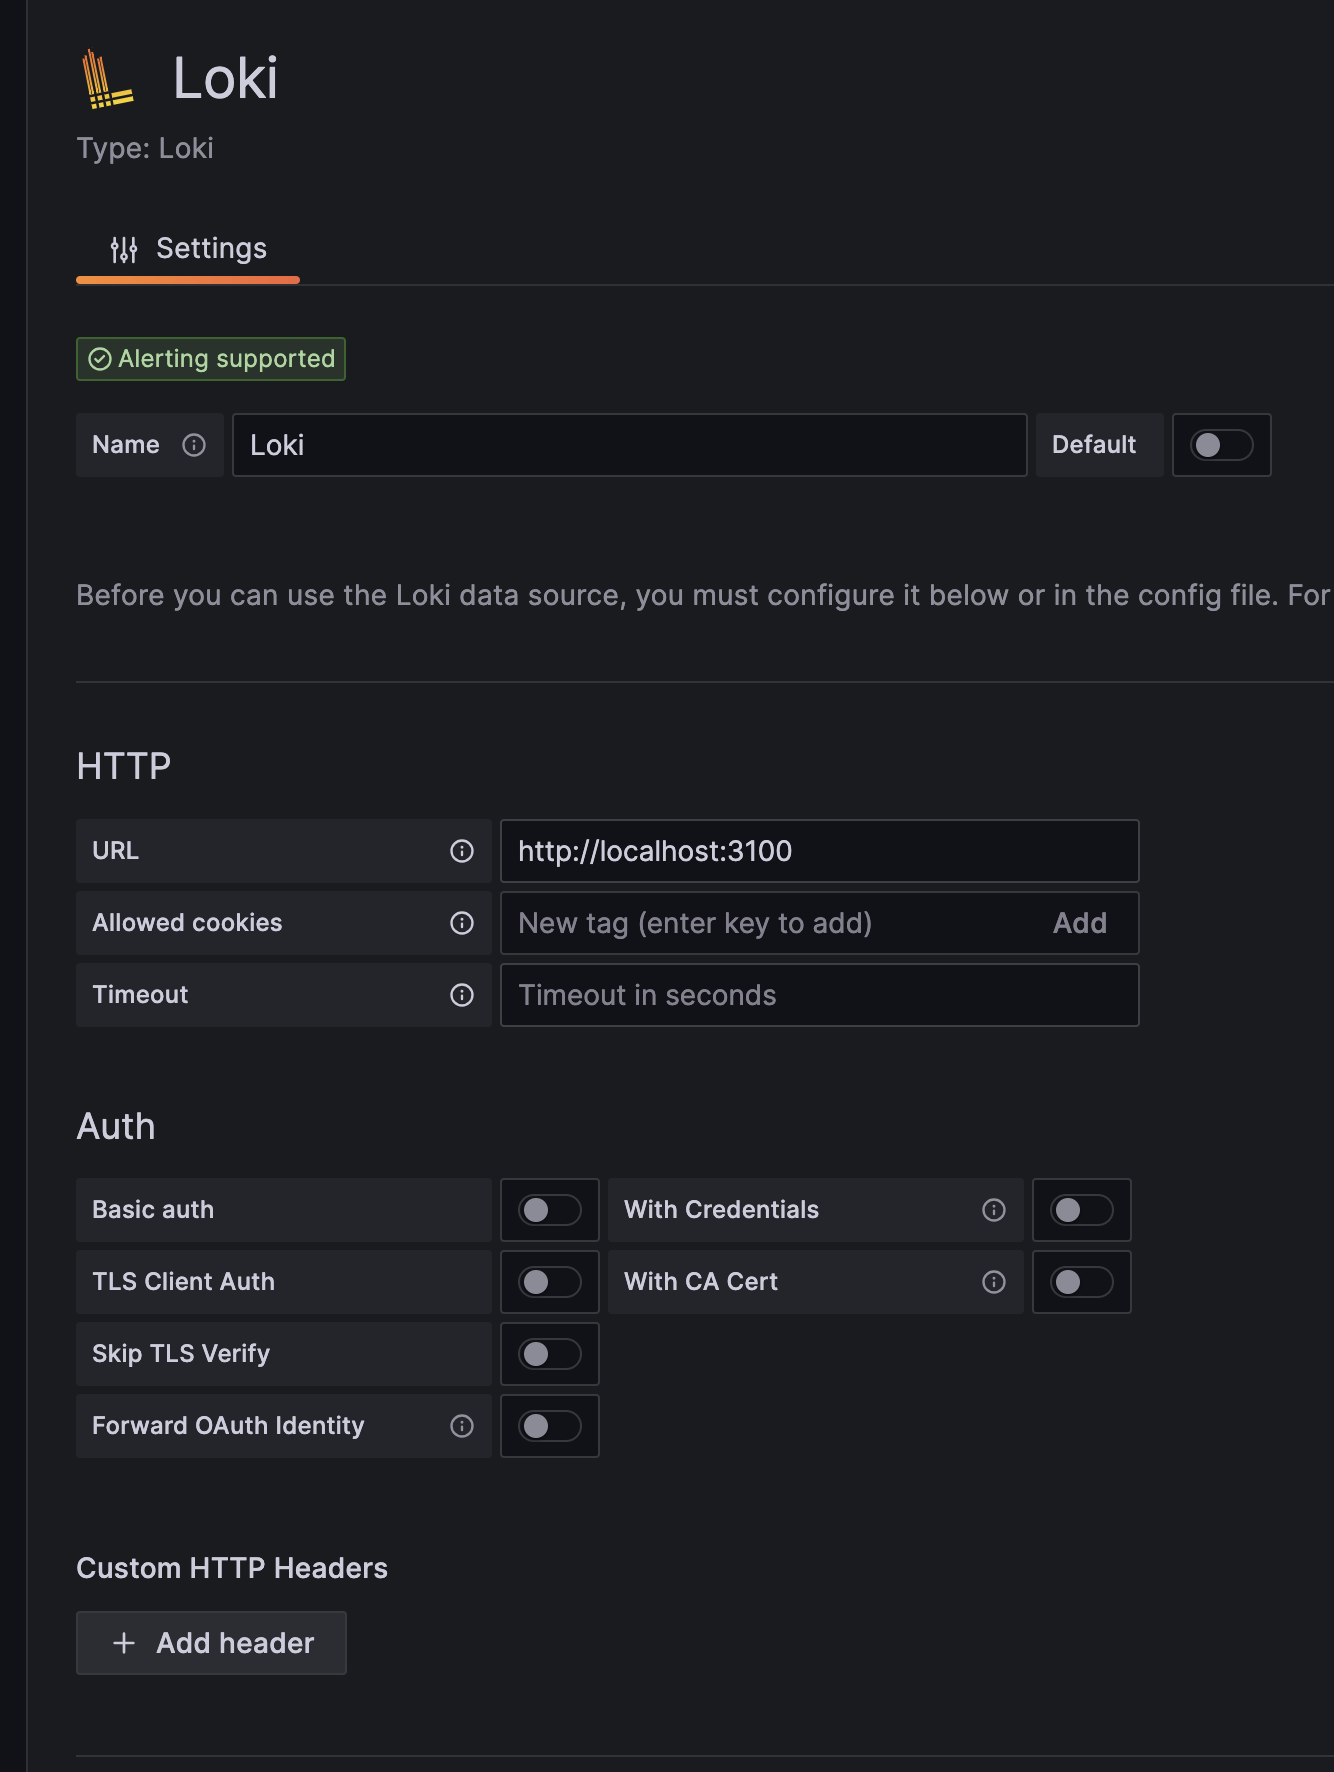 Loki
Type: Loki
Settings
Alerting supported
Name Loki Default
Before you can use the Loki data source, you must configure it below or in the config file. For
HTTP
URL http://localhost:3100
Allowed cookies New tag (enter key to add) Add
Timeout Timeout in seconds
Auth
Basic auth With Credentials
TLS Client Auth With CA Cert
Skip TLS Verify
Forward OAuth Identity
Custom HTTP Headers
Add header